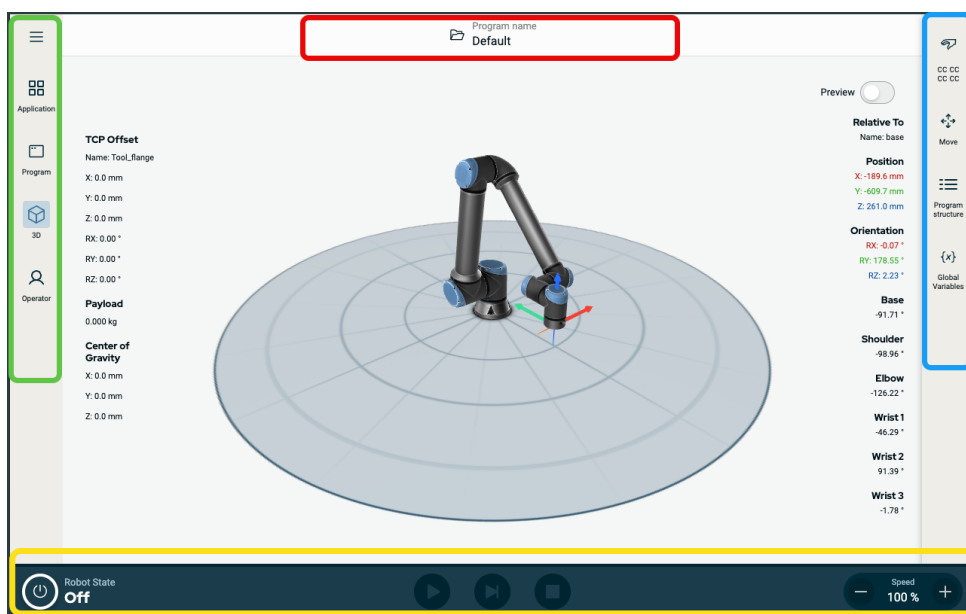 Program name
Default
Application
Program
3D
Operator
TCP Offset
Name: Tool_flange
X: 0.0 mm
Y: 0.0 mm
Z: 0.0 mm
RX: 0.00 °
RY: 0.00 °
RZ: 0.00 °
Payload
0.000 kg
Center of
Gravity
X: 0.0 mm
Y: 0.0 mm
Z: 0.0 mm
Preview
Relative To
Name: base
Position
X: -189.6 mm
Y: -609.7 mm
Z: 261.0 mm
Orientation
RX: -0.07 °
RY: 178.55 °
RZ: 2.23 °
Base
-91.71 °
Shoulder
-98.96 °
Elbow
-126.22 °
Wrist 1
-46.29 °
Wrist 2
91.39 °
Wrist 3
-1.78 °
CC CC
CC CC
Move
Program
structure
{x}
Global
Variables
Robot State
Off
Speed
100 %